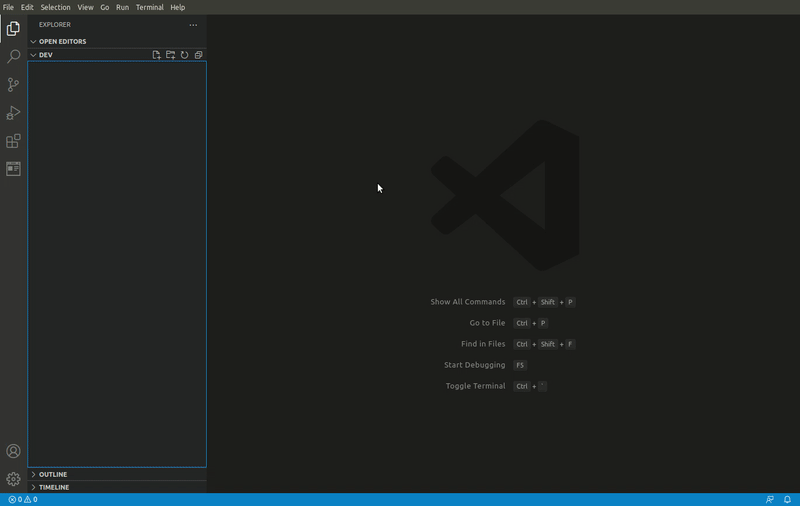 File Edit Selection View Go Run Terminal Help
EXPLORER ···
OPEN EDITORS
DEV
Show All Commands Ctrl + Shift + P
Go to File Ctrl + P
Find in Files Ctrl + Shift + F
Start Debugging F5
Toggle Terminal Ctrl + `
OUTLINE
TIMELINE
0 0